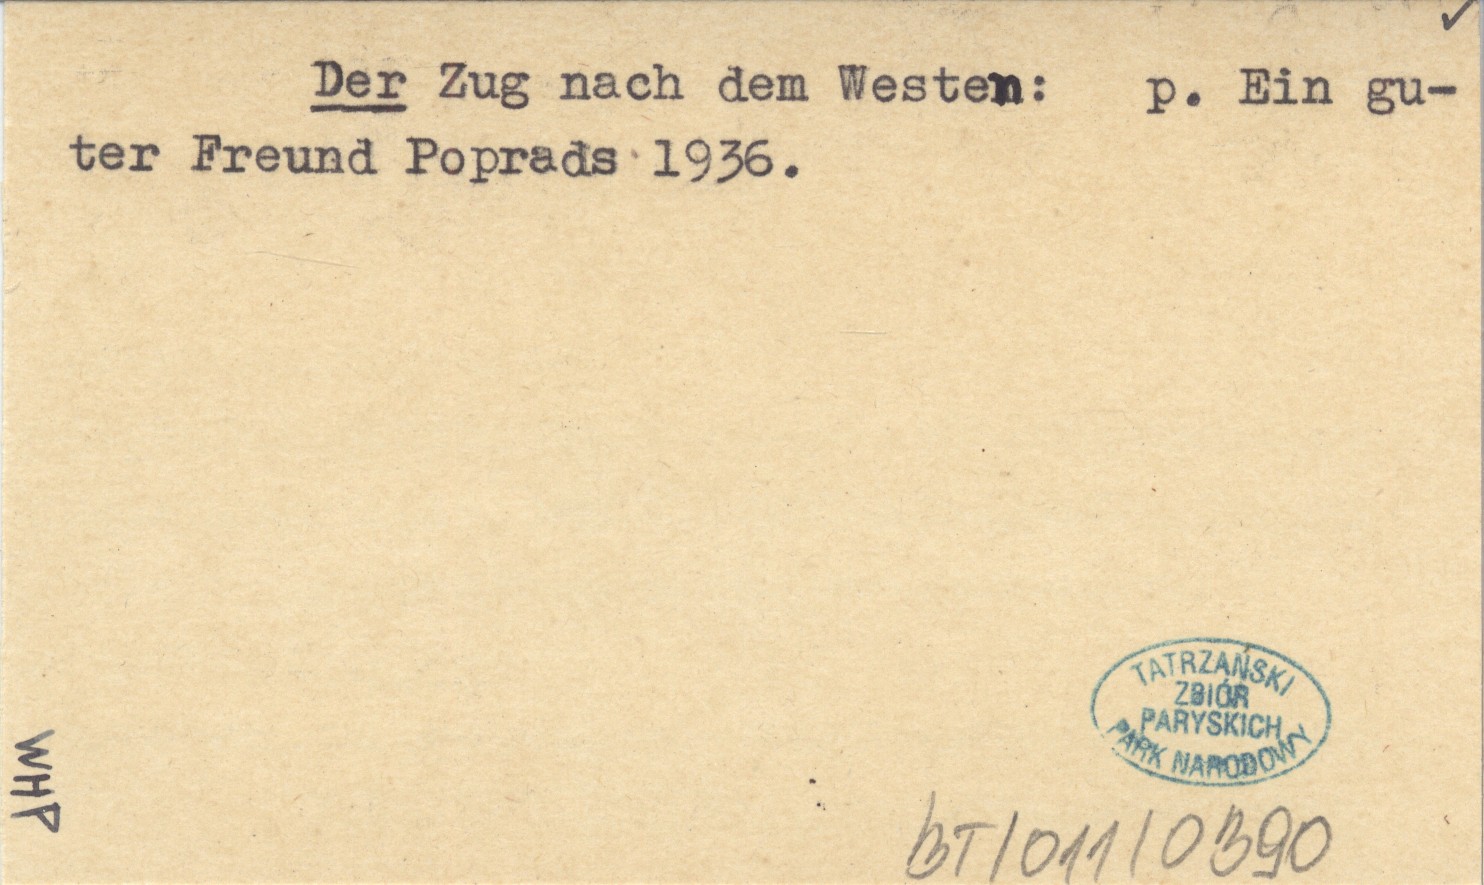 Der Zug nach dem Westen: p. Ein gu-
ter Freund Poprads 1936.
TATRZAŃSKI
ZBIÓR
PARYSKICH
PARK NARODOWY
WHP
BT/011/0390